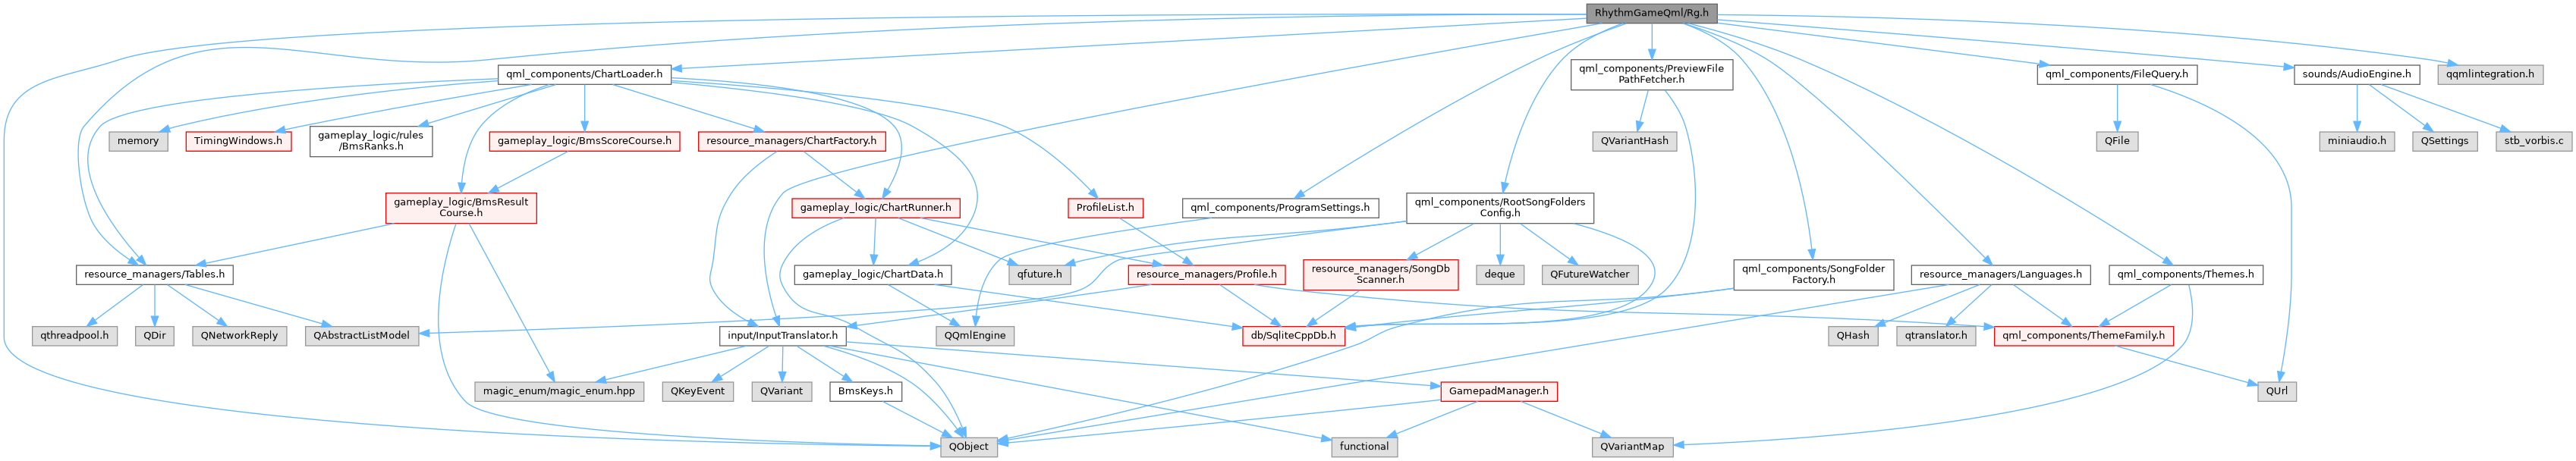 RhythmGameQml/Rg.h
qml_components/ChartLoader.h
qml_components/PreviewFile
PathFetcher.h
qml_components/FileQuery.h
sounds/AudioEngine.h
qqmlintegration.h
memory
TimingWindows.h
gameplay_logic/rules
/BmsRanks.h
gameplay_logic/BmsScoreCourse.h
resource_managers/ChartFactory.h
QVariantHash
QFile
miniaudio.h
QSettings
stb_vorbis.c
gameplay_logic/BmsResult
Course.h
gameplay_logic/ChartRunner.h
ProfileList.h
qml_components/ProgramSettings.h
qml_components/RootSongFolders
Config.h
resource_managers/Tables.h
gameplay_logic/ChartData.h
qfuture.h
resource_managers/Profile.h
resource_managers/SongDb
Scanner.h
deque
QFutureWatcher
qml_components/SongFolder
Factory.h
resource_managers/Languages.h
qml_components/Themes.h
qthreadpool.h
QDir
QNetworkReply
QAbstractListModel
input/InputTranslator.h
QQmlEngine
db/SqliteCppDb.h
QHash
qtranslator.h
qml_components/ThemeFamily.h
magic_enum/magic_enum.hpp
QKeyEvent
QVariant
BmsKeys.h
GamepadManager.h
QUrl
QObject
functional
QVariantMap